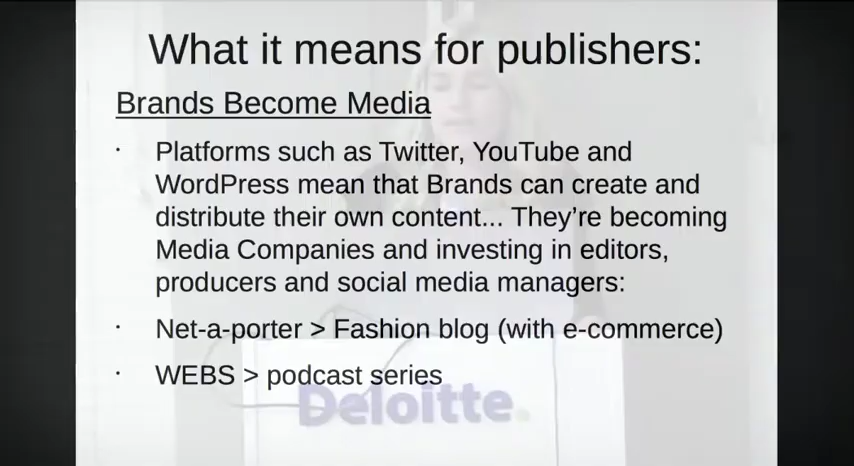 What it means for publishers:
Brands Become Media
· Platforms such as Twitter, YouTube and
WordPress mean that Brands can create and
distribute their own content... They're becoming
Media Companies and investing in editors,
producers and social media managers:
· Net-a-porter > Fashion blog (with e-commerce)
· WEBS > podcast series
Deloitte.